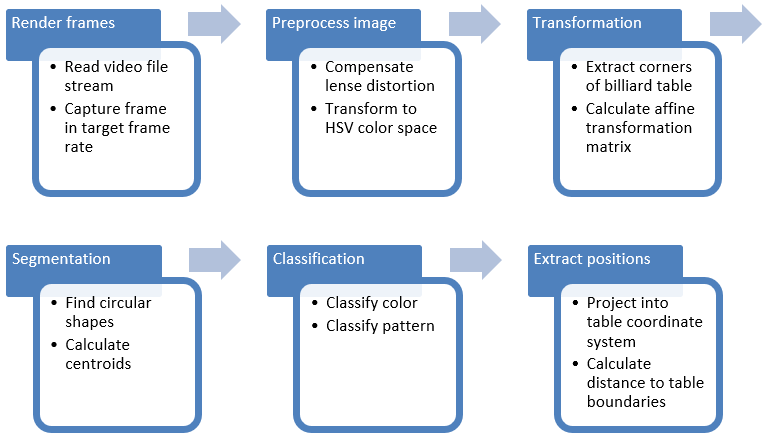 Render frames
• Read video file
stream
• Capture frame
in target frame
rate
Preprocess image
• Compensate
lense distortion
• Transform to
HSV color space
Transformation
• Extract corners
of billiard table
• Calculate affine
transformation
matrix
Segmentation
• Find circular
shapes
• Calculate
centroids
Classification
• Classify color
• Classify pattern
Extract positions
• Project into
table coordinate
system
• Calculate
distance to table
boundaries